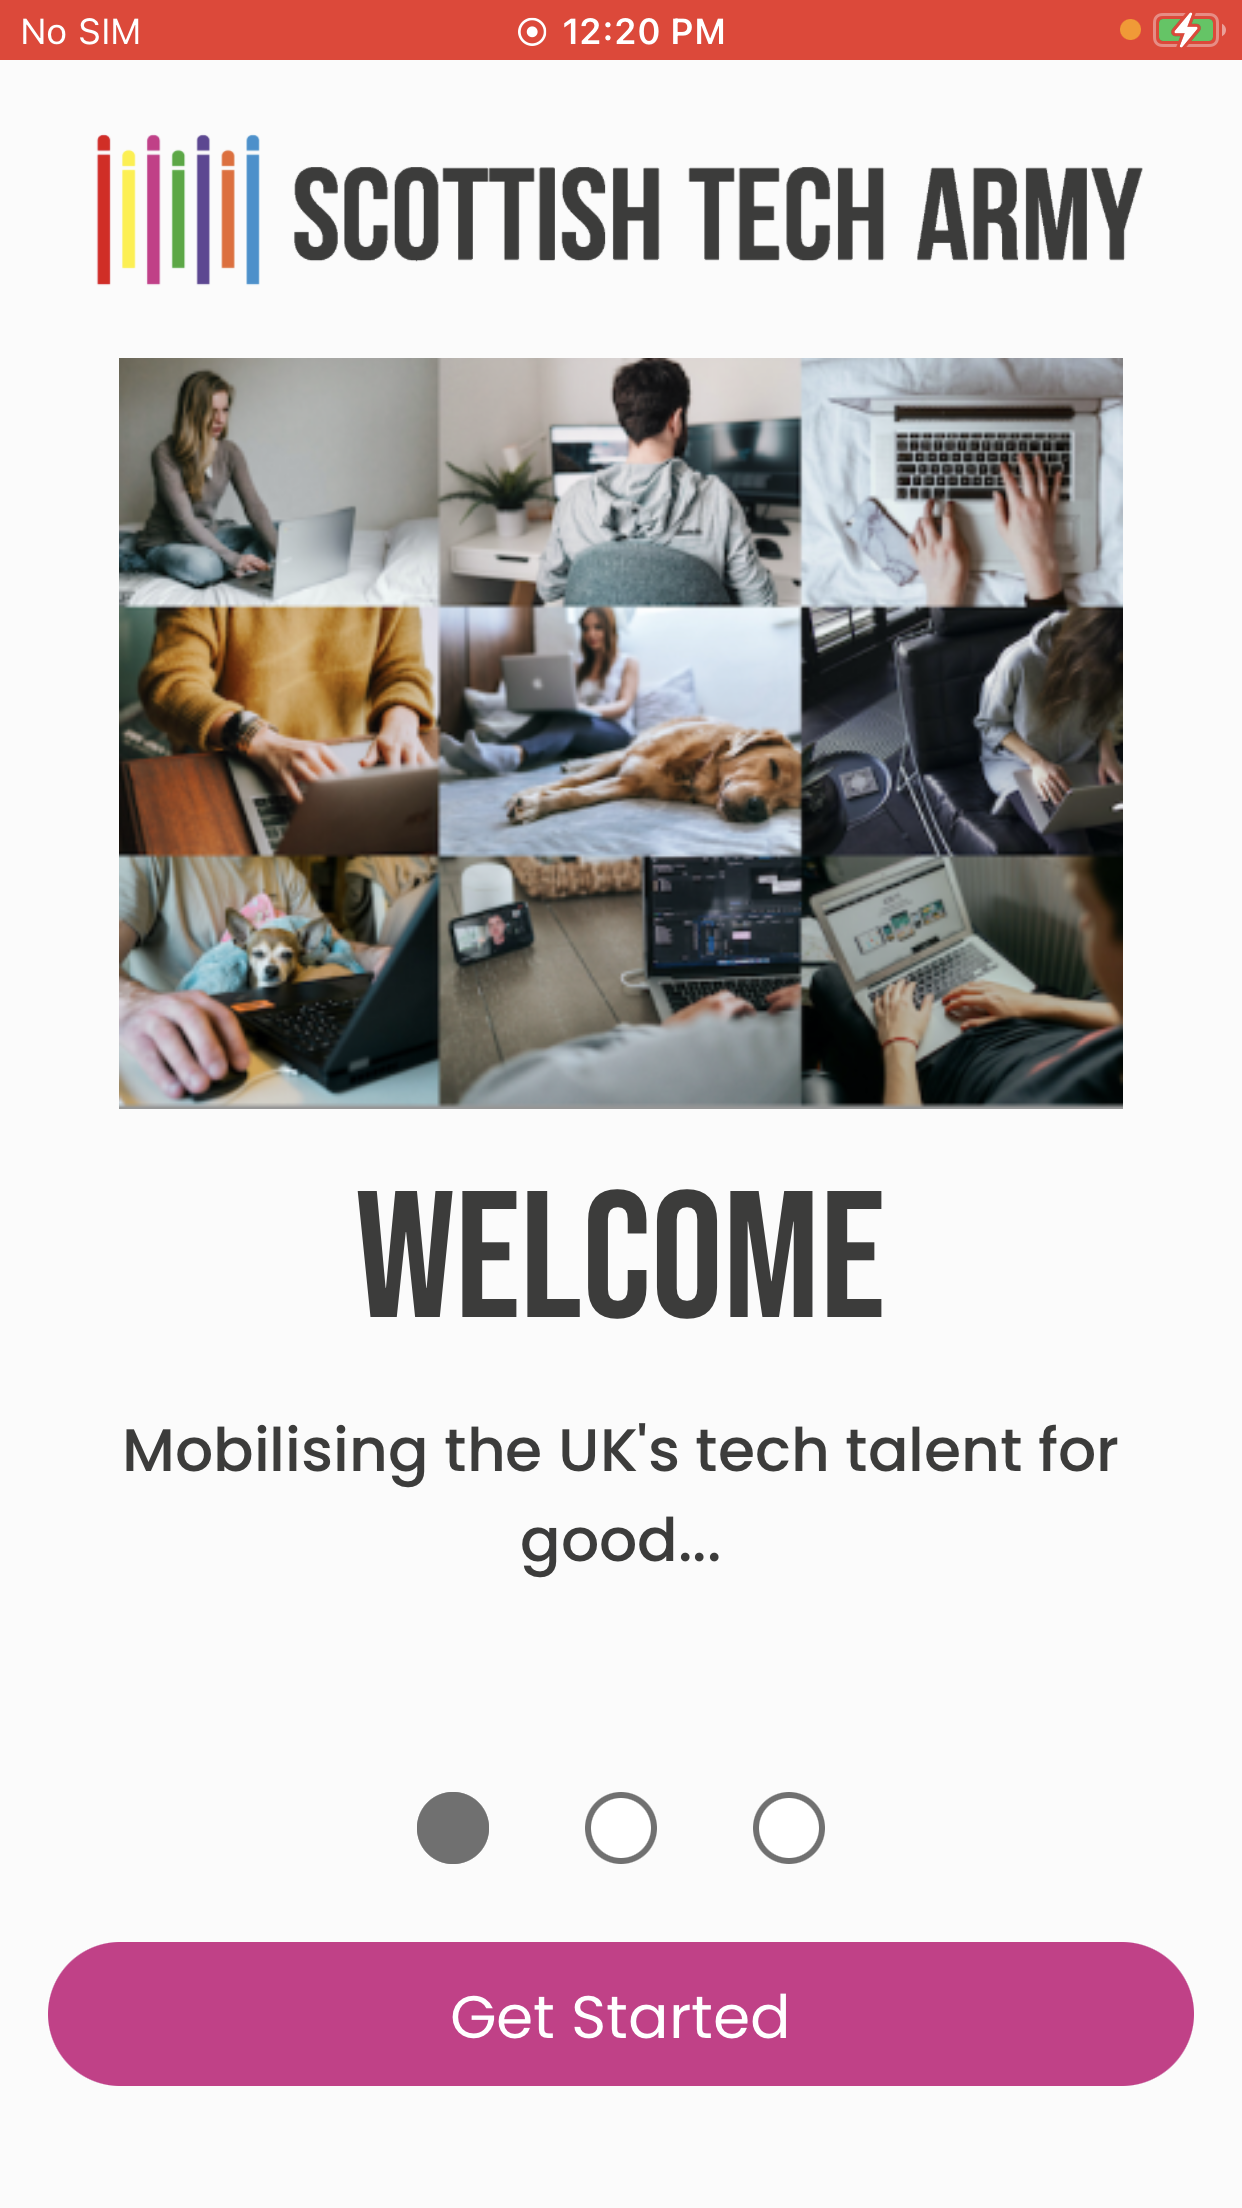 No SIM
12:20 PM
SCOTTISH TECH ARMY
WELCOME
Mobilising the UK's tech talent for
good...
Get Started